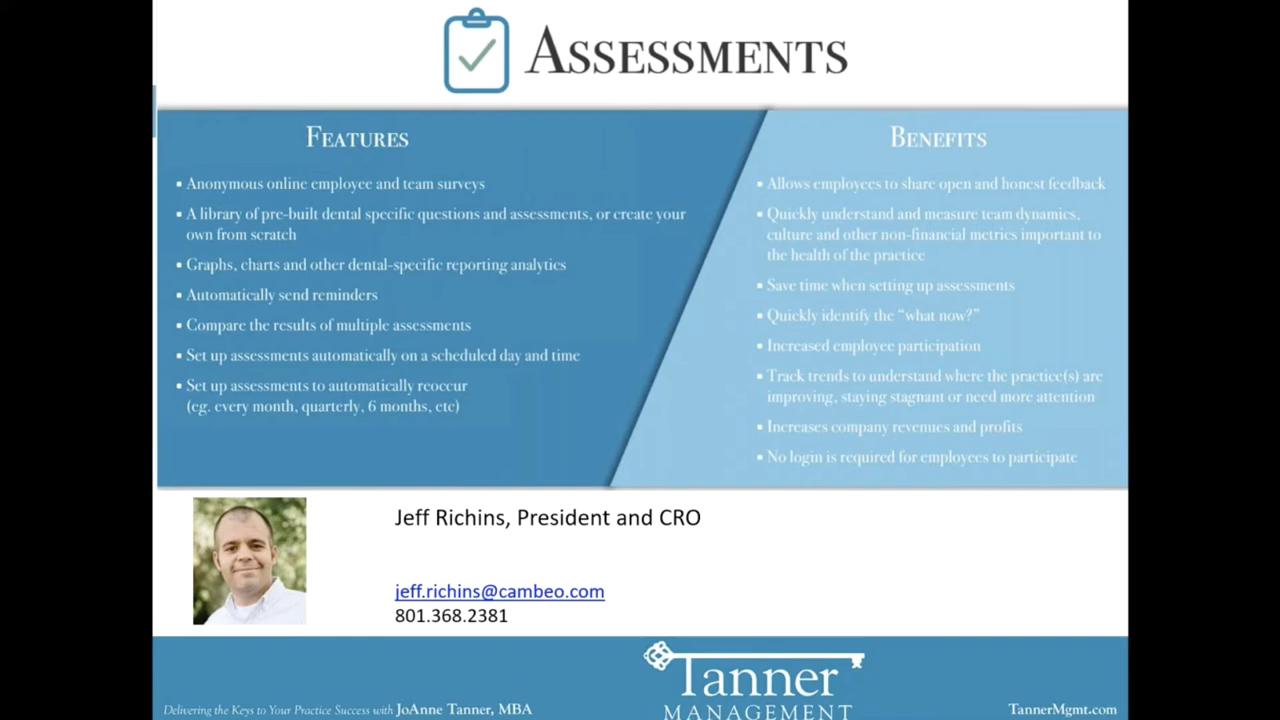 ASSESSMENTS
FEATURES
▪ Anonymous online employee and team surveys
▪ A library of pre-built dental specific questions and assessments, or create your
own from scratch
▪ Graphs, charts and other dental-specific reporting analytics
▪ Automatically send reminders
▪ Compare the results of multiple assessments
▪ Set up assessments automatically on a scheduled day and time
▪ Set up assessments to automatically reoccur
(eg. every month, quarterly, 6 months, etc)
BENEFITS
▪ Allows employees to share open and honest feedback
▪ Quickly understand and measure team dynamics,
culture and other non-financial metrics important to
the health of the practice
▪ Save time when setting up assessments
▪ Quickly identify the “what now?”
▪ Increased employee participation
▪ Track trends to understand where the practice(s) are
improving, staying stagnant or need more attention
▪ Increases company revenues and profits
▪ No login is required for employees to participate
Jeff Richins, President and CRO
jeff.richins@cambeo.com
801.368.2381
Delivering the Keys to Your Practice Success with JoAnne Tanner, MBA
Tanner
MANAGEMENT
TannerMgmt.com